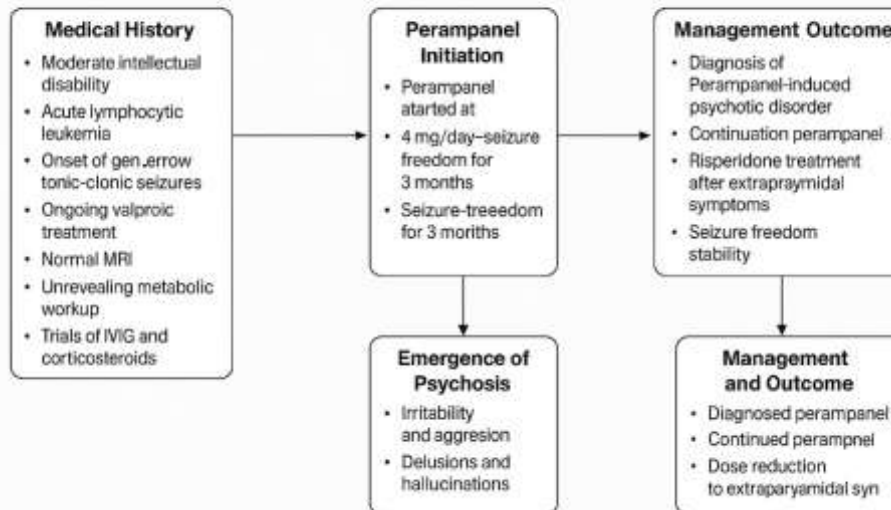 Medical History
• Moderate intellectual
disability
• Acute lymphocytic
leukemia
• Onset of gen.errow
tonic-clonic seizures
• Ongoing valproic
treatment
• Normal MRI
• Unrevealing metabolic
workup
• Trials of IVIG and
corticosteroids
Perampanel
Initiation
• Perampanel
atarted at
• 4 mg/day–seizure
freedom for
3 months
• Seizure-treeedom
for 3 moriths
Management Outcome
• Diagnosis of
Perampanel-induced
psychotic disorder
• Continuation perampanel
• Risperidone treatment
after extrapraymidal
symptoms
• Seizure freedom
stability
Emergence of
Psychosis
• Irritability
and aggresion
• Delusions and
hallucinations
Management
and Outcome
• Diagnosed perampanel
• Continued perampnel
• Dose reduction
to extraparyamidal syn